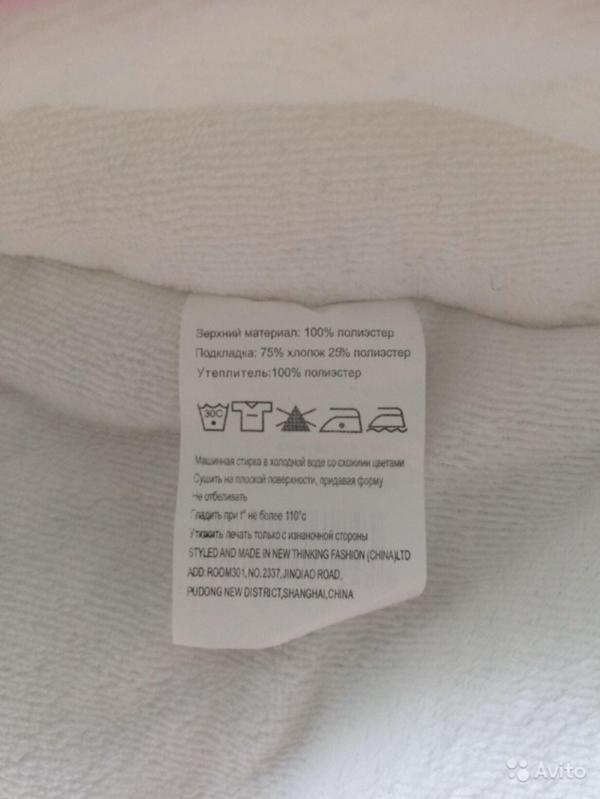 Верхний материал: 100% полиэстер
Подкладка: 75% хлопок 25% полиэстер
Утеплитель:100% полиэстер
30C
Машинная стирка в холодной воде со схожими цветами
Сушить на плоской поверхности, придавая форму
Не отбеливать
Гладить при t° не более 110°с
Утюжить печать только с изнаночной стороны
STYLED AND MADE IN NEW THINKING FASHION (CHINA)LTD
ADD: ROOM301,NO.2337,JINQIAO ROAD,
PUDONG NEW DISTRICT,SHANGHAI,CHINA
Avito